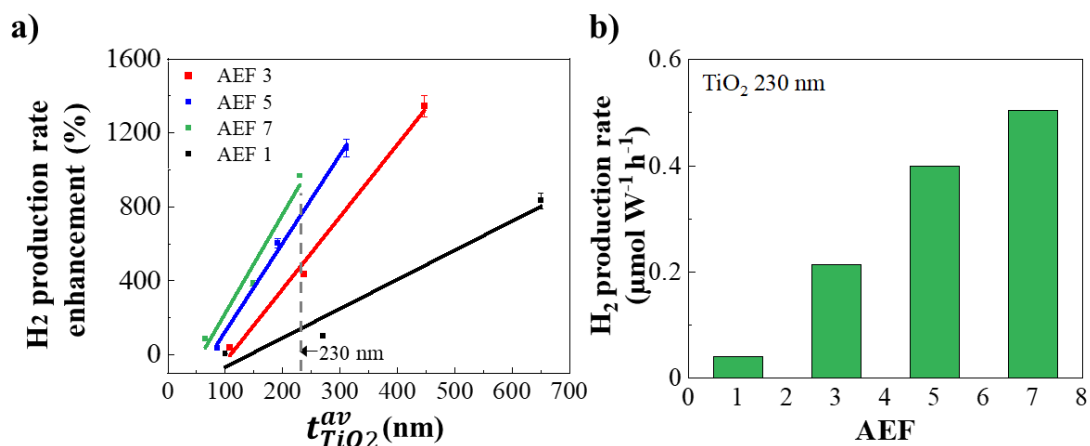 a)
H2 production rate
enhancement (%)
1600
1200
800
400
0
AEF 3
AEF 5
AEF 7
AEF 1
230 nm
0 100 200 300 400 500 600 700
t^{av}_{TiO2} (nm)
b)
H₂ production rate
(μmol W⁻¹ h⁻¹)
0.6
0.4
0.2
0
TiO₂ 230 nm
0 1 2 3 4 5 6 7 8
AEF